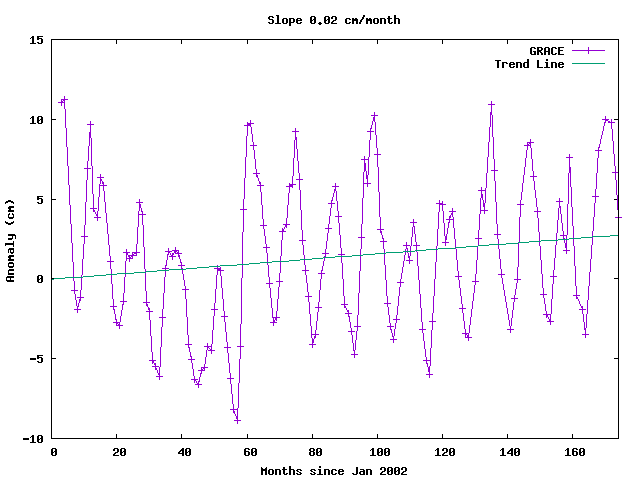 Slope 0.02 cm/month
15
GRACE
Trend Line
10
5
Anomaly (cm)
0
-5
-10
0 20 40 60 80 100 120 140 160
Months since Jan 2002